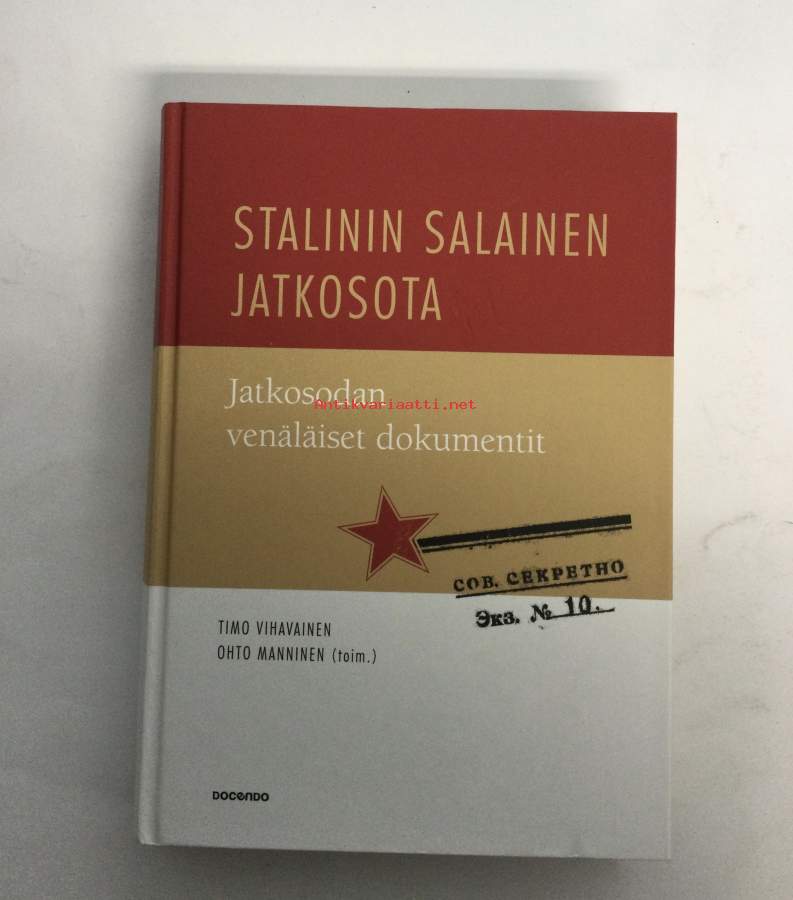 STALININ SALAINEN
JATKOSOTA
Jatkosodan
Antikvariaatti.net
venäläiset dokumentit
СОВ. СЕКРЕТНО
Экз. № 10.
TIMO VIHAVAINEN
OHTO MANNINEN (toim.)
DOCENDO